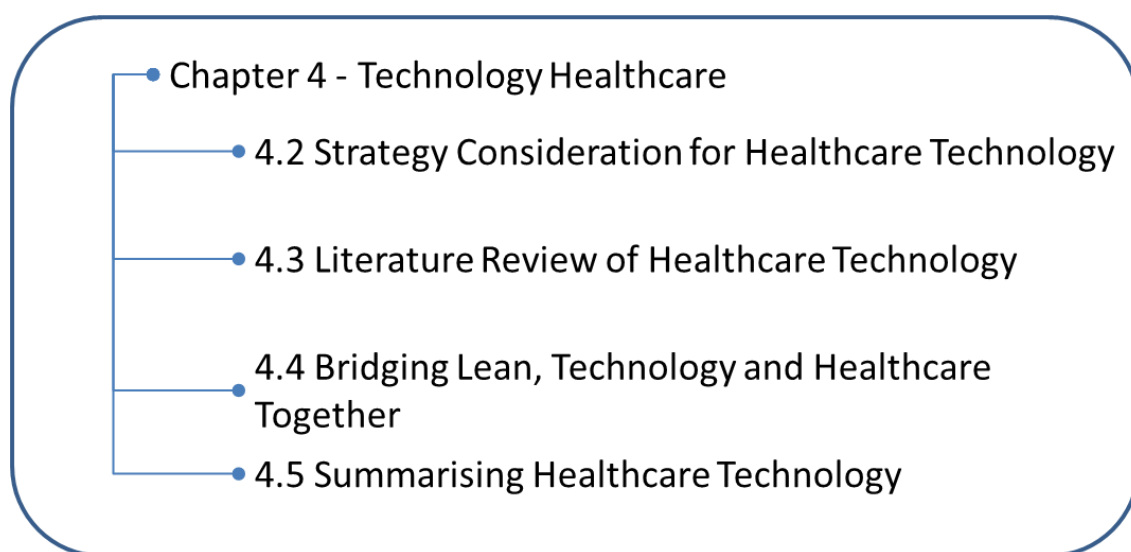 Chapter 4 - Technology Healthcare
4.2 Strategy Consideration for Healthcare Technology
4.3 Literature Review of Healthcare Technology
4.4 Bridging Lean, Technology and Healthcare
Together
4.5 Summarising Healthcare Technology